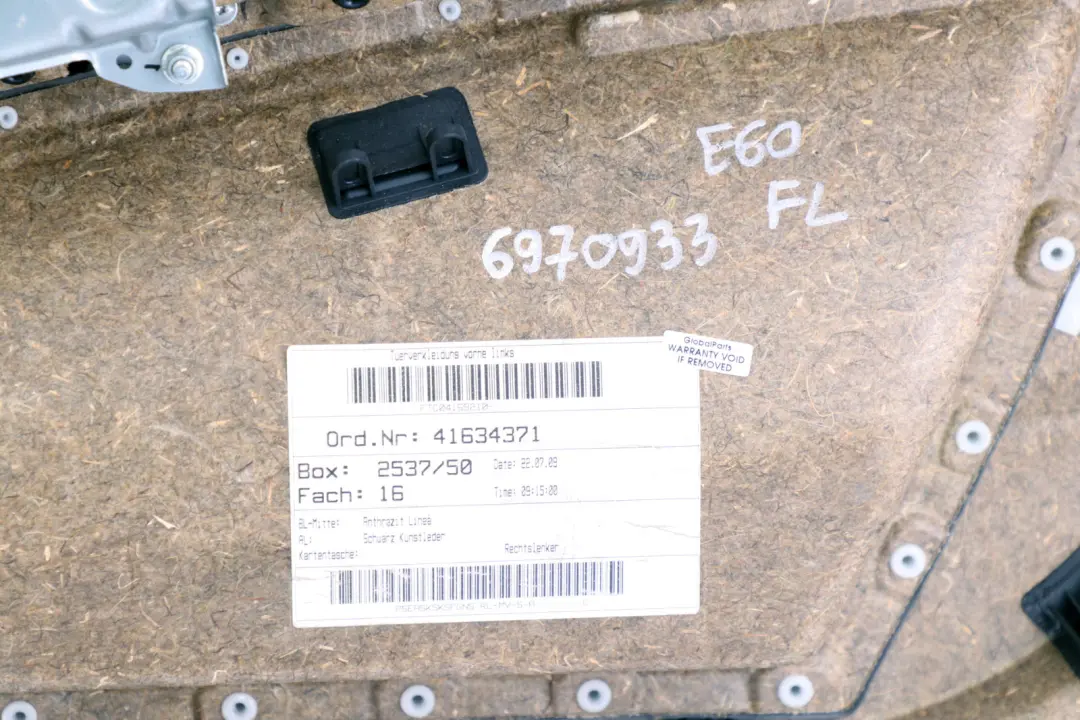 E60
FL
6970933
GlobalParts
WARRANTY VOID
IF REMOVED
Tuerverkleidung vorne links
Ord.Nr: 41634371
Box: 2537/50 Date: 22.07.09
Fach: 16 Time: 09:15:00
BL-Mitte: Anthrazit Linea
AL: Schwarz Kunstleder
Kartentasche: Rechtslenker